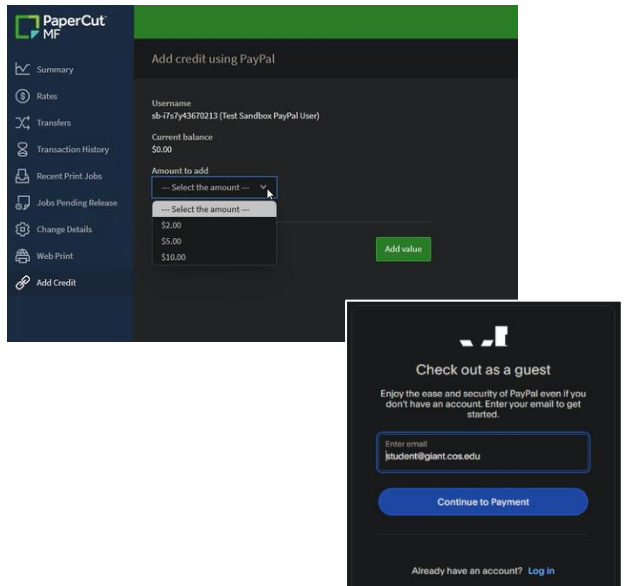 PaperCut
MF
Summary
Rates
Transfers
Transaction History
Recent Print Jobs
Jobs Pending Release
Change Details
Web Print
Add Credit
Add credit using PayPal
Username
sb-i7s7y43670213 (Test Sandbox PayPal User)
Current balance
$0.00
Amount to add
--- Select the amount ---
--- Select the amount ---
$2.00
$5.00
$10.00
Add value
Check out as a guest
Enjoy the ease and security of PayPal even if you
don't have an account. Enter your email to get
started.
Enter email
student@giant.cos.edu
Continue to Payment
Already have an account? Log in